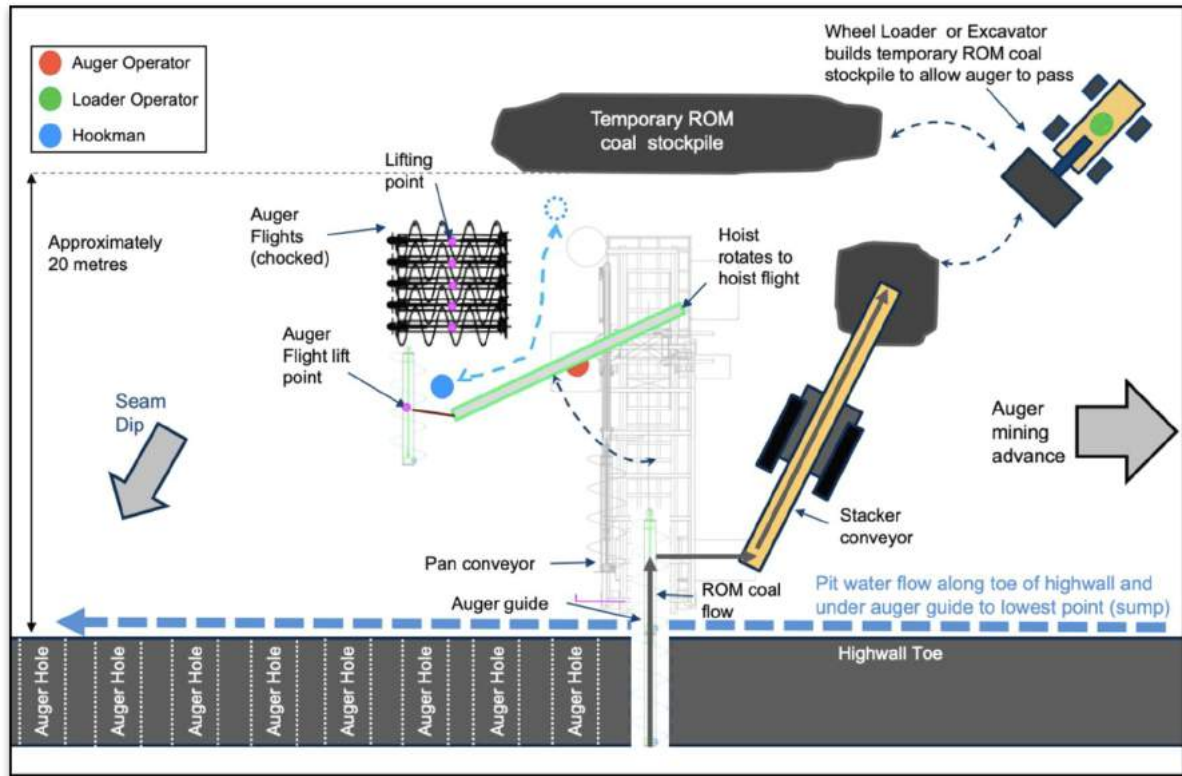 Auger Operator
Loader Operator
Hookman
Wheel Loader or Excavator
builds temporary ROM coal
stockpile to allow auger to pass
Temporary ROM
coal stockpile
Lifting
point
Auger
Flights
(chocked)
Approximately
20 metres
Hoist
rotates to
hoist flight
Auger
Flight lift
point
Seam
Dip
Auger
mining
advance
Stacker
conveyor
Pan conveyor
Auger guide
ROM coal
flow
Pit water flow along toe of highwall and
under auger guide to lowest point (sump)
Highwall Toe
Auger Hole
Auger Hole
Auger Hole
Auger Hole
Auger Hole
Auger Hole
Auger Hole
Auger Hole